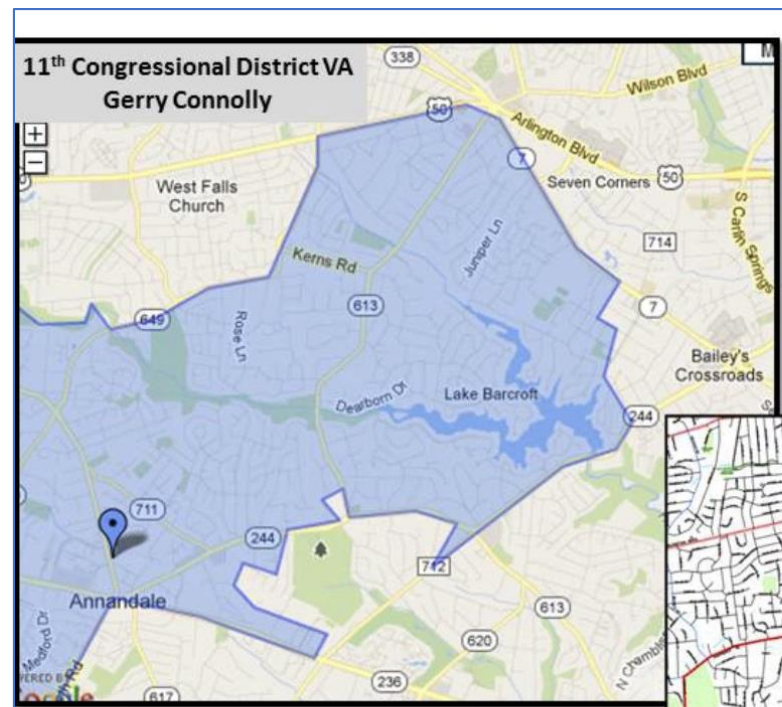 11th Congressional District VA
Gerry Connolly
338
M
Wilson Blvd
50
Arlington Blvd
+
−
7
West Falls
Church
Seven Corners
50
S Carlin Springs
Juniper Ln
714
Kerns Rd
613
7
649
Rose Ln
Bailey's
Crossroads
Dearborn Dr
Lake Barcroft
244
711
244
712
Annandale
613
Medford Dr
620
N Chambliss
236
617